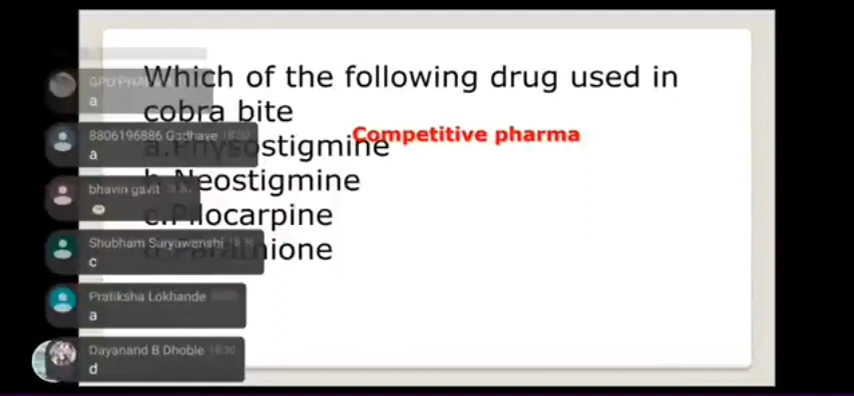 Which of the following drug used in
cobra bite
Competitive pharma
a.Physostigmine
b.Neostigmine
c.Pilocarpine
a
8806196886 Gadhave
a
bhavin gavit
Shubham Suryawanshi
c
Pratiksha Lokhande
a
Dayanand B Dhoble
d